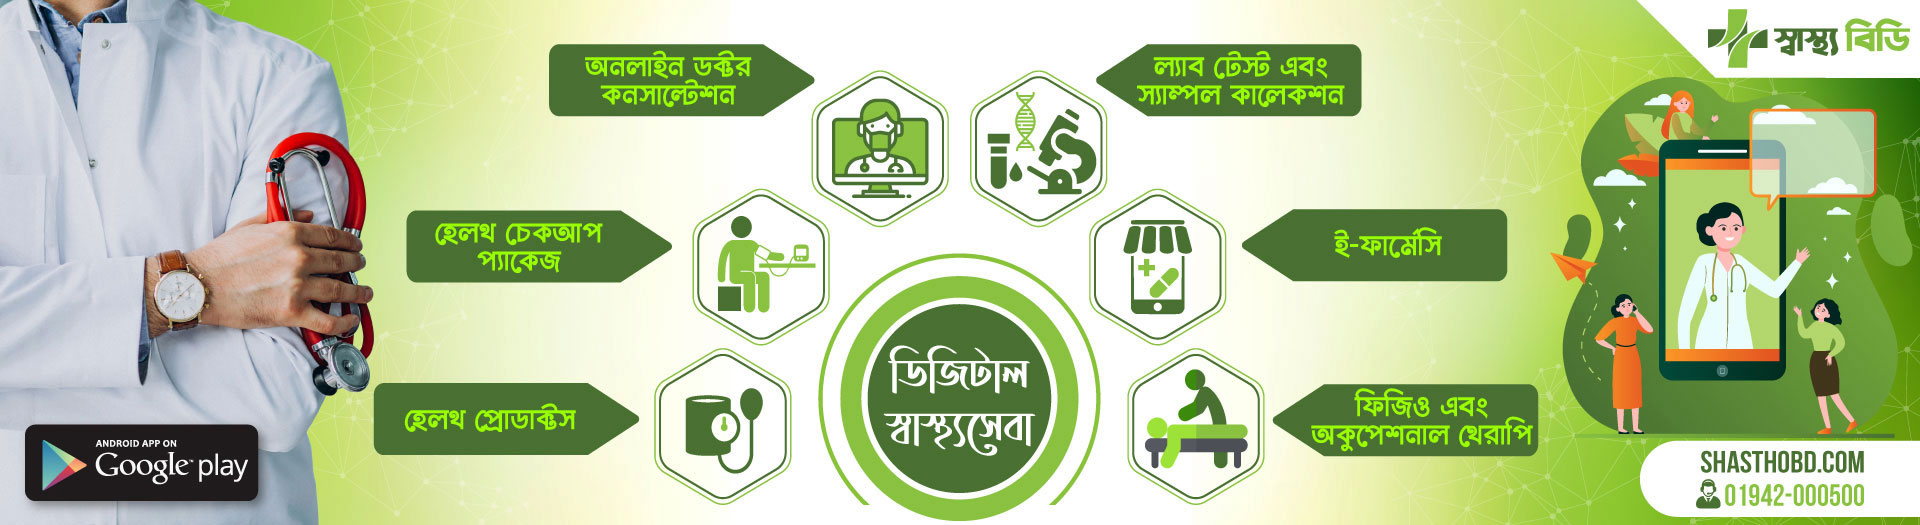 স্বাস্থ্য বিডি
অনলাইন ডক্টর
কনসাল্টেশন
ল্যাব টেস্ট এবং
স্যাম্পল কালেকশন
হেলথ চেকআপ
প্যাকেজ
ই-ফার্মেসি
হেলথ প্রোডাক্টস
ফিজিও এবং
অকুপেশনাল থেরাপি
ডিজিটাল
স্বাস্থ্যসেবা
ANDROID APP ON
Google play
SHASTHOBD.COM
01942-000500